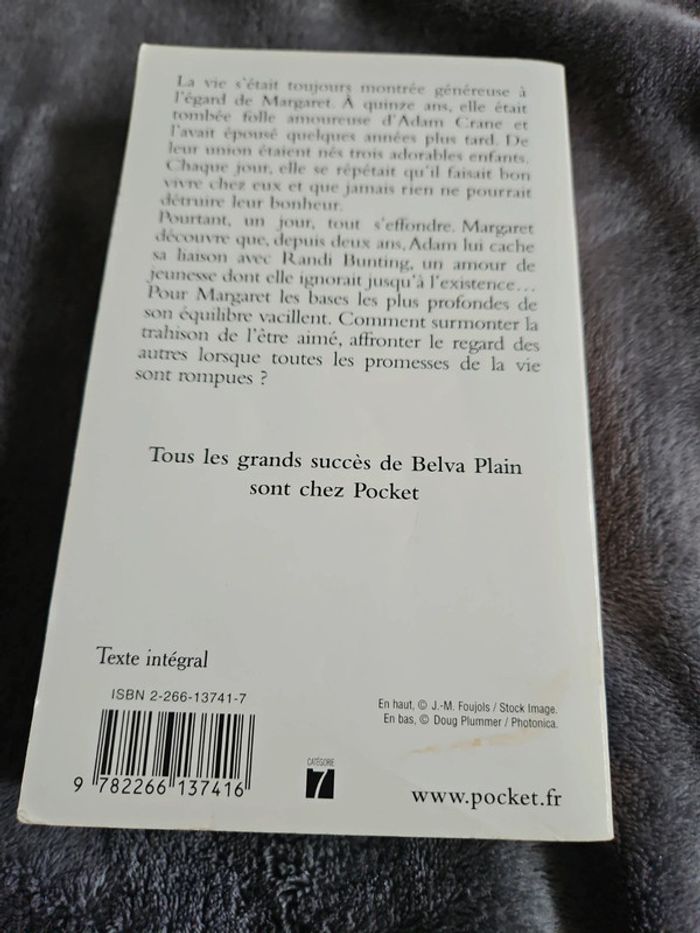 La vie s'était toujours montrée généreuse à
l'égard de Margaret. À quinze ans, elle était
tombée folle amoureuse d'Adam Crane et
l'avait épousé quelques années plus tard. De
leur union étaient nés trois adorables enfants.
Chaque jour, elle se répétait qu'il faisait bon
vivre chez eux et que jamais rien ne pourrait
détruire leur bonheur.
Pourtant, un jour, tout s'effondre. Margaret
découvre que, depuis deux ans, Adam lui cache
sa liaison avec Randi Bunting, un amour de
jeunesse dont elle ignorait jusqu'à l'existence...
Pour Margaret les bases les plus profondes de
son équilibre vacillent. Comment surmonter la
trahison de l'être aimé, affronter le regard des
autres lorsque toutes les promesses de la vie
sont rompues ?
Tous les grands succès de Belva Plain
sont chez Pocket
Texte intégral
ISBN 2-266-13741-7
9 782266 137416
CATÉGORIE
7
En haut, © J.-M. Foujols / Stock Image.
En bas, © Doug Plummer / Photonica.
www.pocket.fr